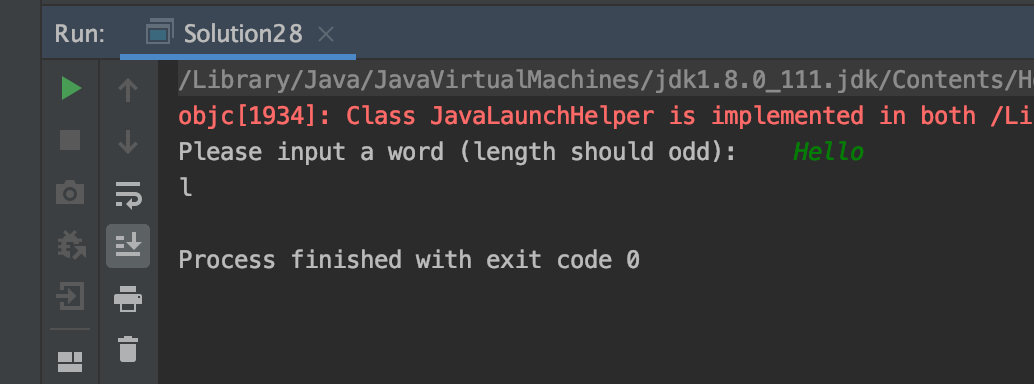 Run: Solution28
/Library/Java/JavaVirtualMachines/jdk1.8.0_111.jdk/Contents/
objc[1934]: Class JavaLaunchHelper is implemented in both /Li
Please input a word (length should odd): Hello
l
Process finished with exit code 0